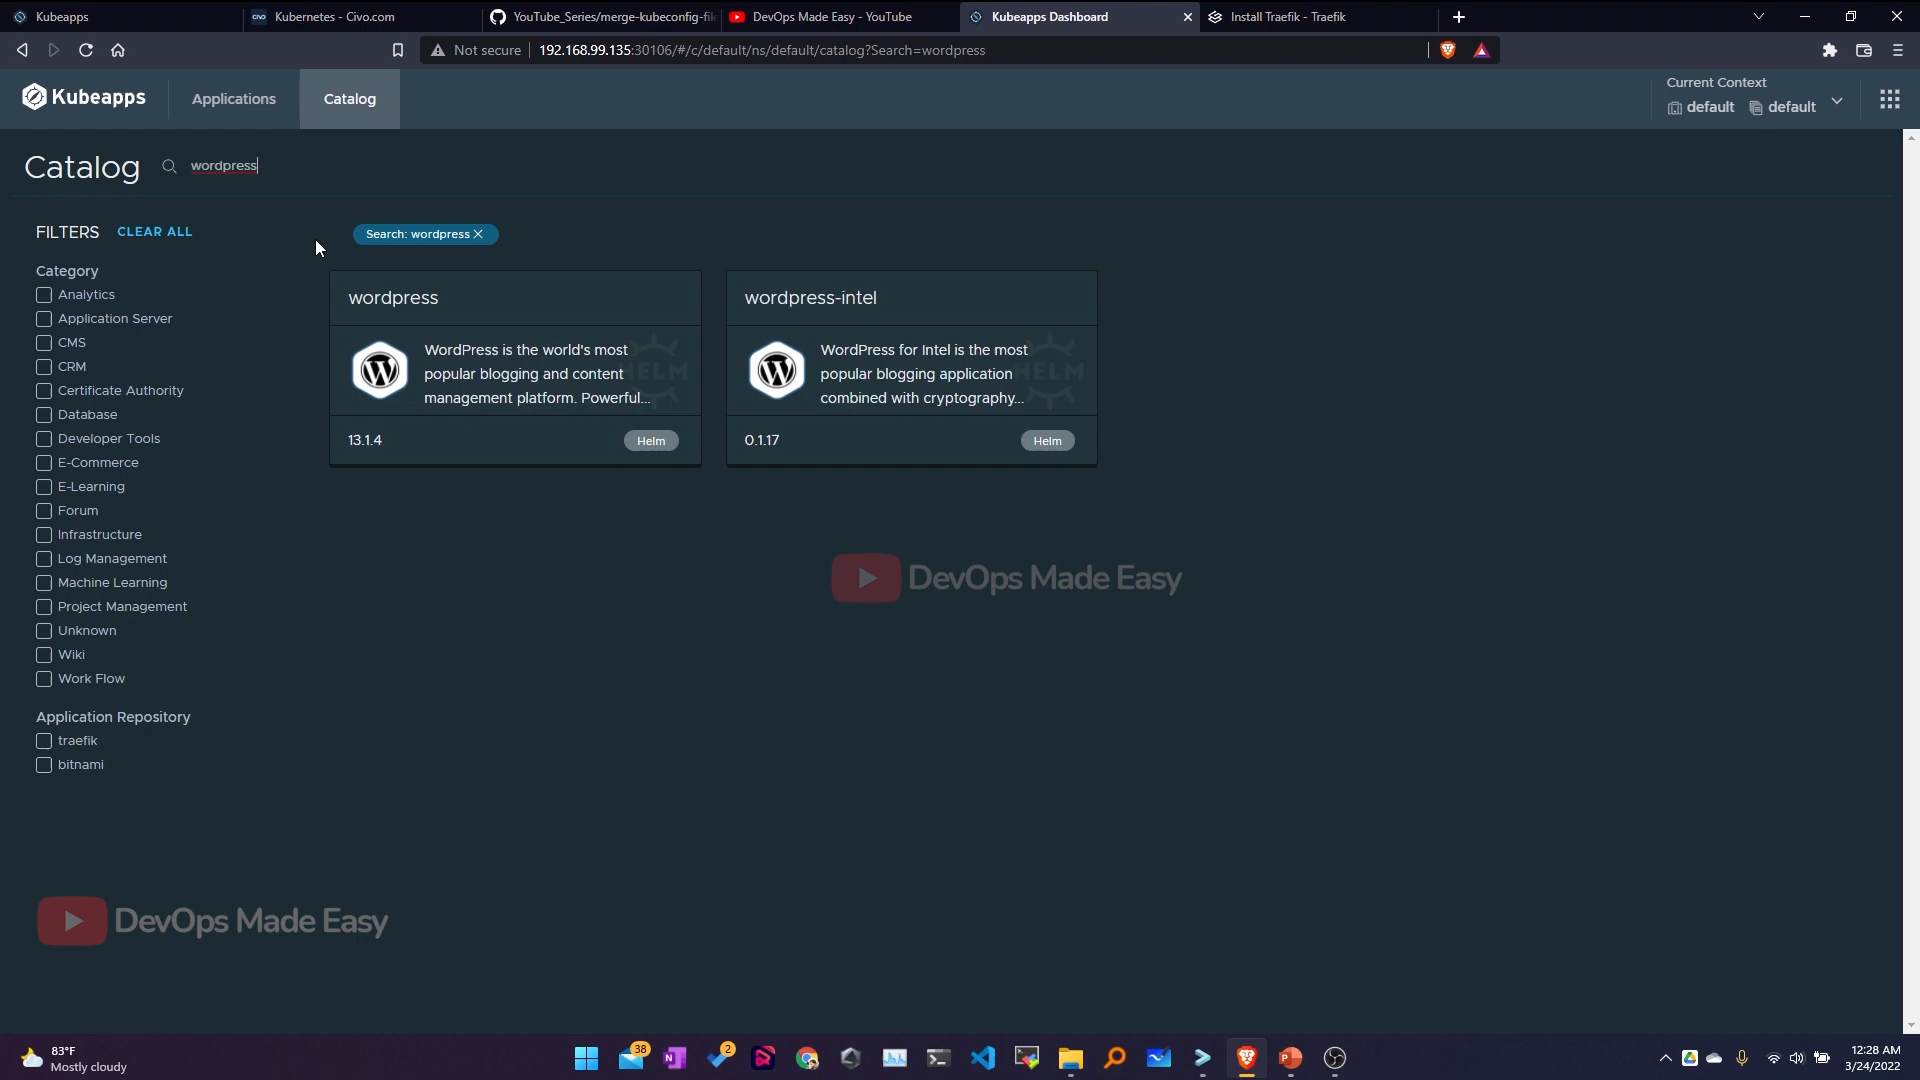 Kubeapps
Kubernetes - Civo.com
YouTube_Series/merge-kubeconfig-fil
DevOps Made Easy - YouTube
Kubeapps Dashboard
Install Traefik - Traefik
Not secure
192.168.99.135:30106/#/c/default/ns/default/catalog?Search=wordpress
Kubeapps
Applications
Catalog
Current Context
default
default
Catalog
wordpress
FILTERS
CLEAR ALL
Search: wordpress
Category
Analytics
Application Server
CMS
CRM
Certificate Authority
Database
Developer Tools
E-Commerce
E-Learning
Forum
Infrastructure
Log Management
Machine Learning
Project Management
Unknown
Wiki
Work Flow
Application Repository
traefik
bitnami
wordpress
WordPress is the world's most
popular blogging and content
management platform. Powerful...
HELM
13.1.4
Helm
wordpress-intel
WordPress for Intel is the most
popular blogging application
combined with cryptography...
HELM
0.1.17
Helm
DevOps Made Easy
DevOps Made Easy
83°F
Mostly cloudy
38
2
12:28 AM
3/24/2022